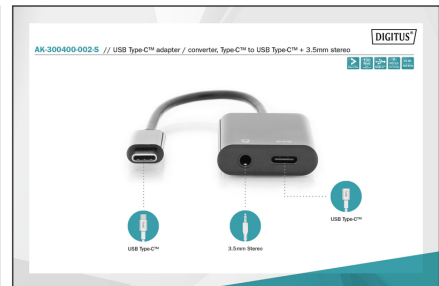 DIGITUS®
AK-300400-002-S // USB Type-C™ adapter / converter, Type-C™ to USB Type-C™ + 3.5mm stereo
USB Type-C™
3.5mm Stereo
USB Type-C™